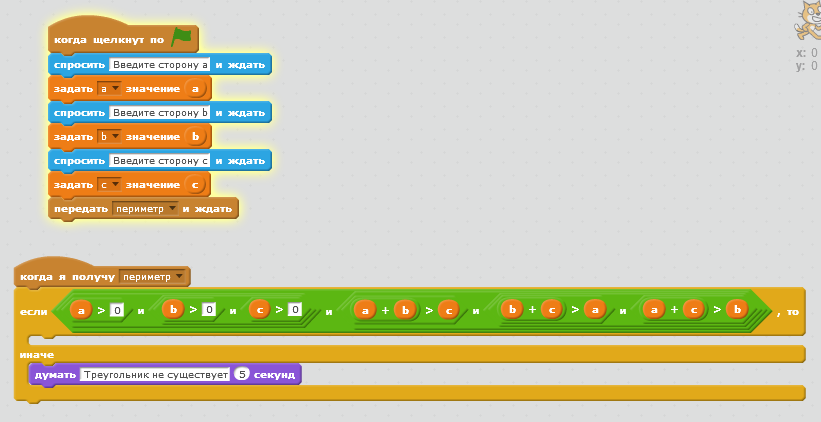 x: 0
y: 0
когда щелкнут по
спросить Введите сторону a и ждать
задать a значение a
спросить Введите сторону b и ждать
задать b значение b
спросить Введите сторону c и ждать
задать c значение c
передать периметр и ждать
когда я получу периметр
если a > 0 и b > 0 и c > 0 и a + b > c и b + c > a и a + c > b , то
иначе
думать Треугольник не существует 5 секунд